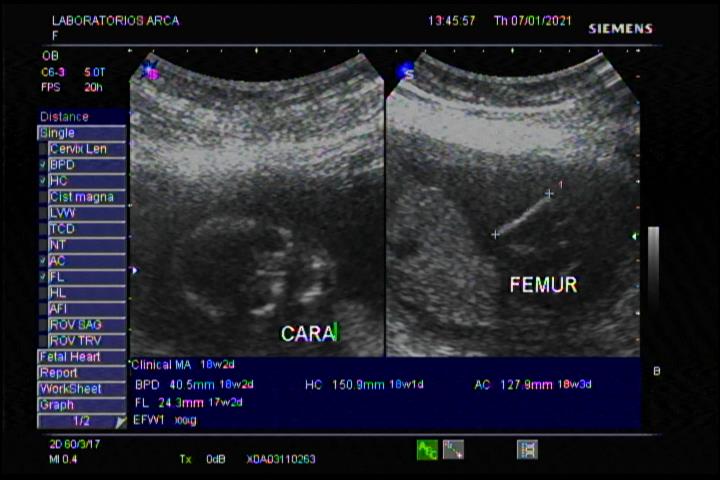 LABORATORIOS ARCA
F
13:45:57 Th 07/01/2021
SIEMENS
OB
C6-3 5.0T
FPS 20h
Distance
Single
Cervix Len
BPD
HC
Cist magna
LVW
TCD
NT
AC
FL
HL
AFI
ROV SAG
ROV TRV
Fetal Heart
Report
WorkSheet
Graph
1/2
S
S
1
CARA
FEMUR
B
Clinical MA 18w2d
BPD 40.5mm 18w2d HC 150.9mm 18w1d AC 127.9mm 18w3d
FL 24.3mm 17w2d
EFW1
2D 60/3/17
MI 0.4 Tx 0dB XDA03110263
ABC